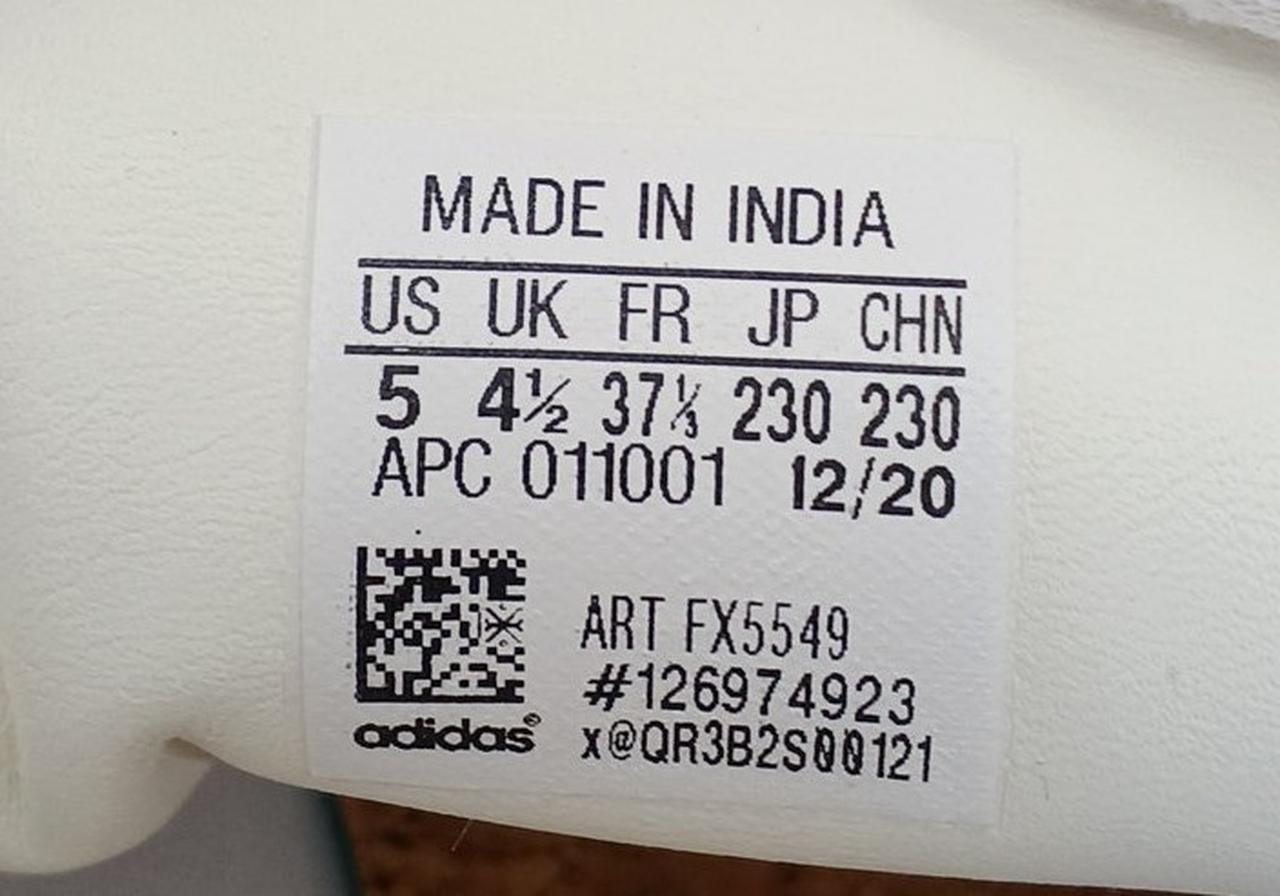 MADE IN INDIA
US UK FR JP CHN
5 4½ 37⅓ 230 230
APC 011001 12/20
ART FX5549
#126974923
adidas®
x@QR3B2S00121